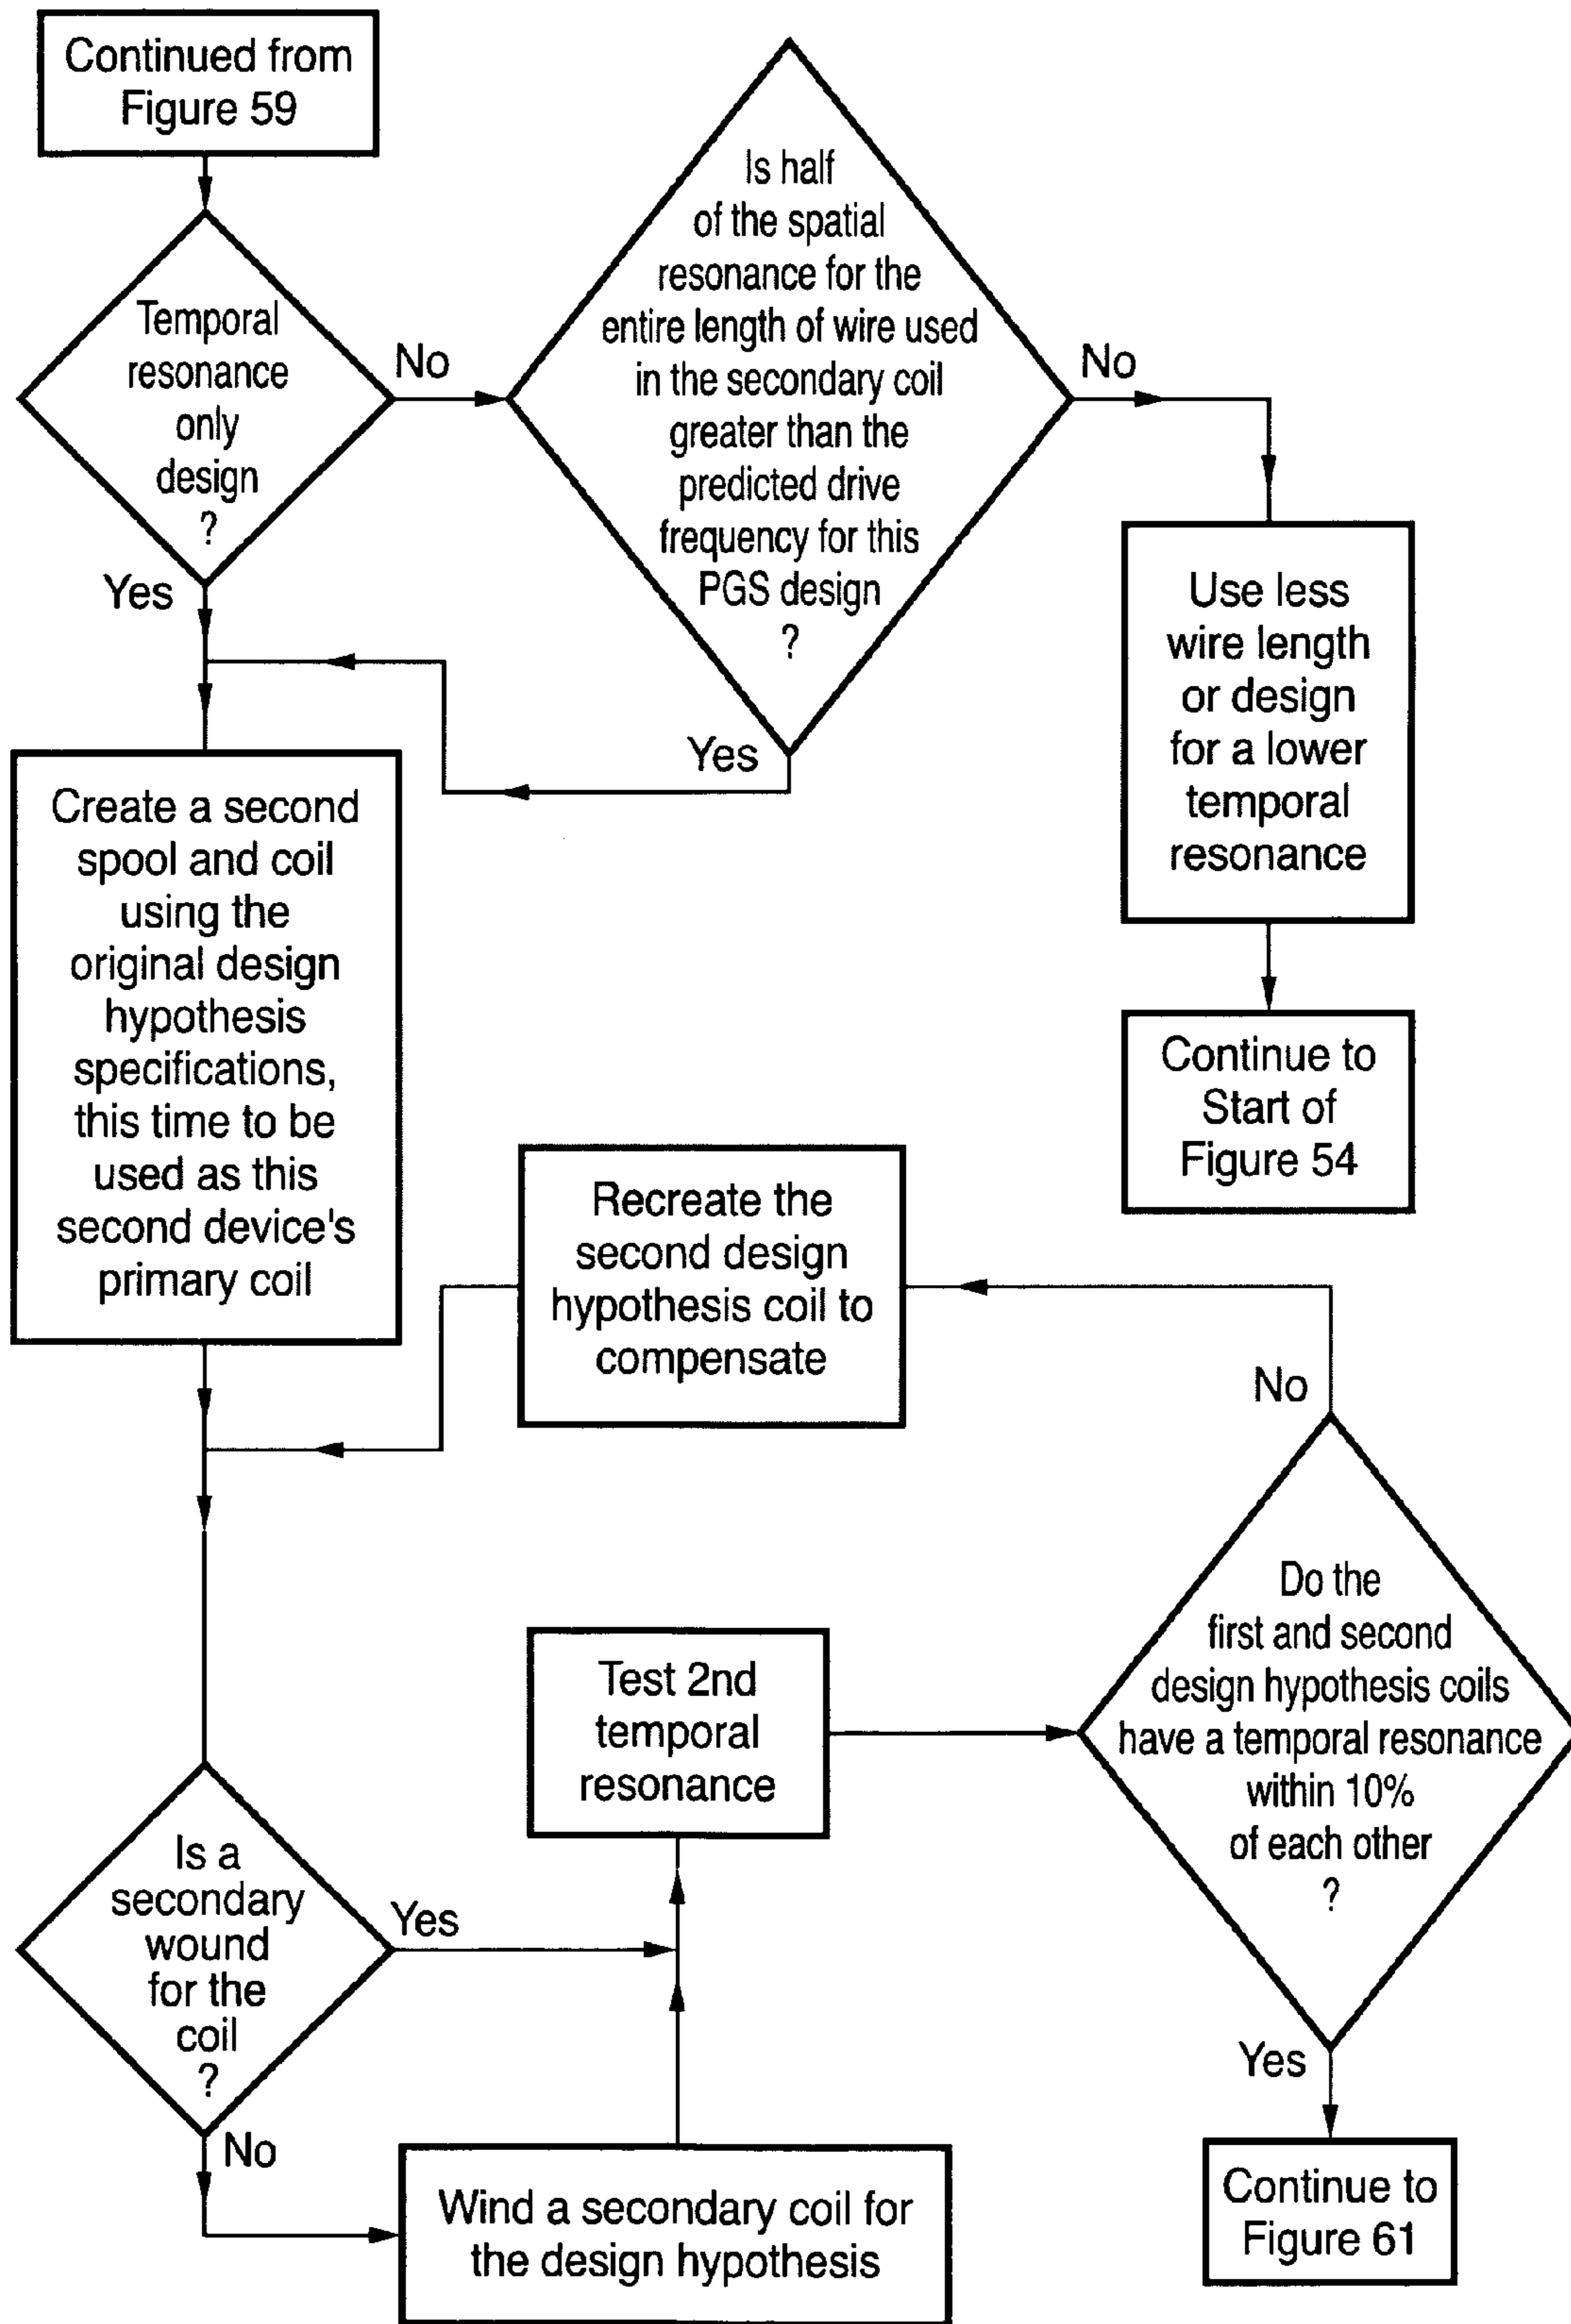 Continued from
Figure 59
Temporal
resonance
only
design
?
No
Yes
Is half
of the spatial
resonance for the
entire length of wire used
in the secondary coil
greater than the
predicted drive
frequency for this
PGS design
?
No
Yes
Use less
wire length
or design
for a lower
temporal
resonance
Continue to
Start of
Figure 54
Create a second
spool and coil
using the
original design
hypothesis
specifications,
this time to be
used as this
second device's
primary coil
Recreate the
second design
hypothesis coil to
compensate
No
Do the
first and second
design hypothesis coils
have a temporal resonance
within 10%
of each other
?
Yes
Test 2nd
temporal
resonance
Is a
secondary
wound
for the
coil
?
Yes
No
Wind a secondary coil for
the design hypothesis
Continue to
Figure 61